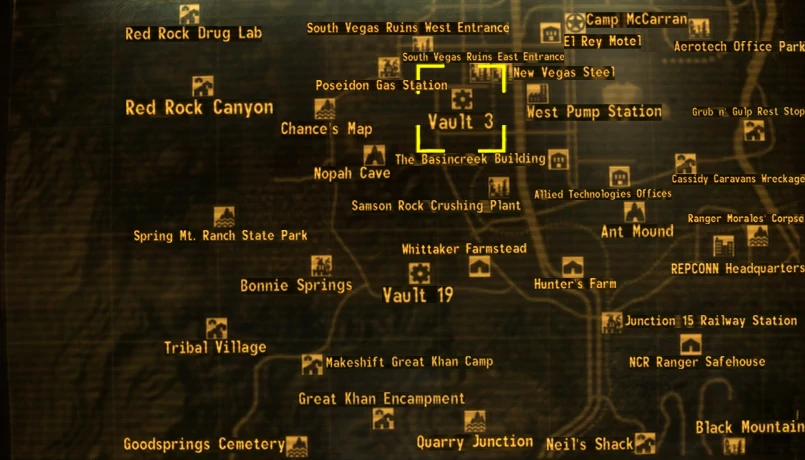 Red Rock Drug Lab
South Vegas Ruins West Entrance
Camp McCarran
El Rey Motel
Aerotech Office Park
South Vegas Ruins East Entrance
New Vegas Steel
Poseidon Gas Station
Red Rock Canyon
Vault 3
West Pump Station
Grub n' Gulp Rest Stop
Chance's Map
The Basincreek Building
Nopah Cave
Cassidy Caravans Wreckage
Allied Technologies Offices
Samson Rock Crushing Plant
Ranger Morales' Corpse
Spring Mt. Ranch State Park
Ant Mound
Whittaker Farmstead
REPCONN Headquarters
Bonnie Springs
Vault 19
Hunter's Farm
Junction 15 Railway Station
Tribal Village
Makeshift Great Khan Camp
NCR Ranger Safehouse
Great Khan Encampment
Black Mountain
Goodsprings Cemetery
Quarry Junction
Neil's Shack